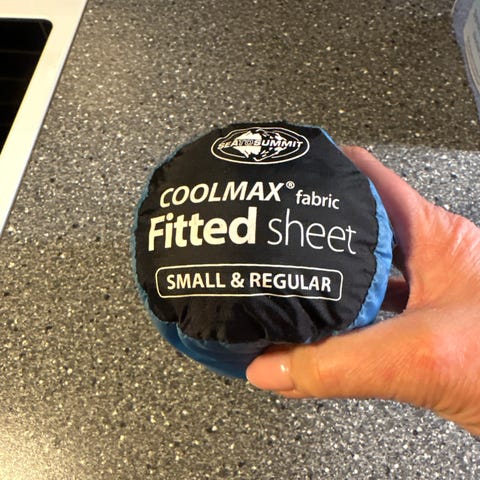 SEA TO SUMMIT
COOLMAX® fabric
Fitted sheet
SMALL & REGULAR